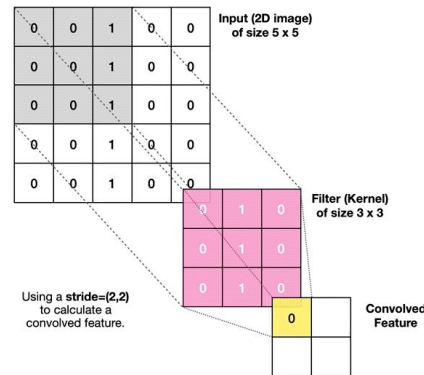 Input (2D image)
of size 5 x 5
0 0 1 0 0
0 0 1 0 0
0 0 1 0 0
0 0 1 0 0
0 0 1 0 0
Filter (Kernel)
of size 3 x 3
0 1 0
0 1 0
0 1 0
Using a stride=(2,2)
to calculate a
convolved feature.
0
Convolved
Feature